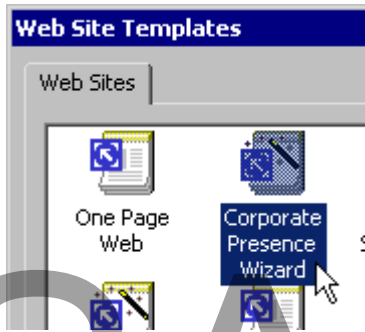 Web Site Templates
Web Sites
One Page
Web
Corporate
Presence
Wizard